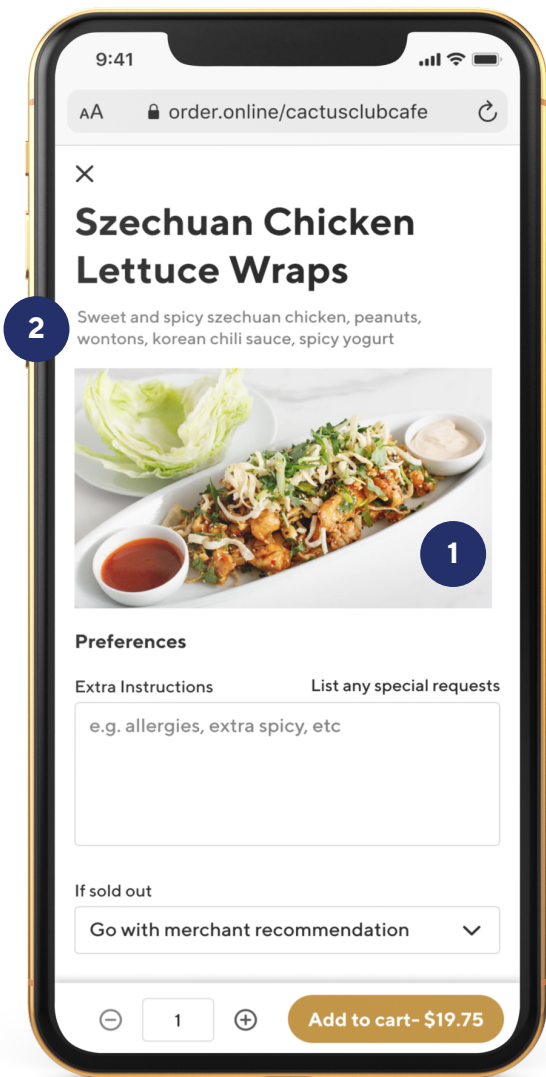 9:41
AA order.online/cactusclubcafe
Szechuan Chicken
Lettuce Wraps
2
Sweet and spicy szechuan chicken, peanuts,
wontons, korean chili sauce, spicy yogurt
1
Preferences
Extra Instructions List any special requests
e.g. allergies, extra spicy, etc
If sold out
Go with merchant recommendation
1 Add to cart- $19.75